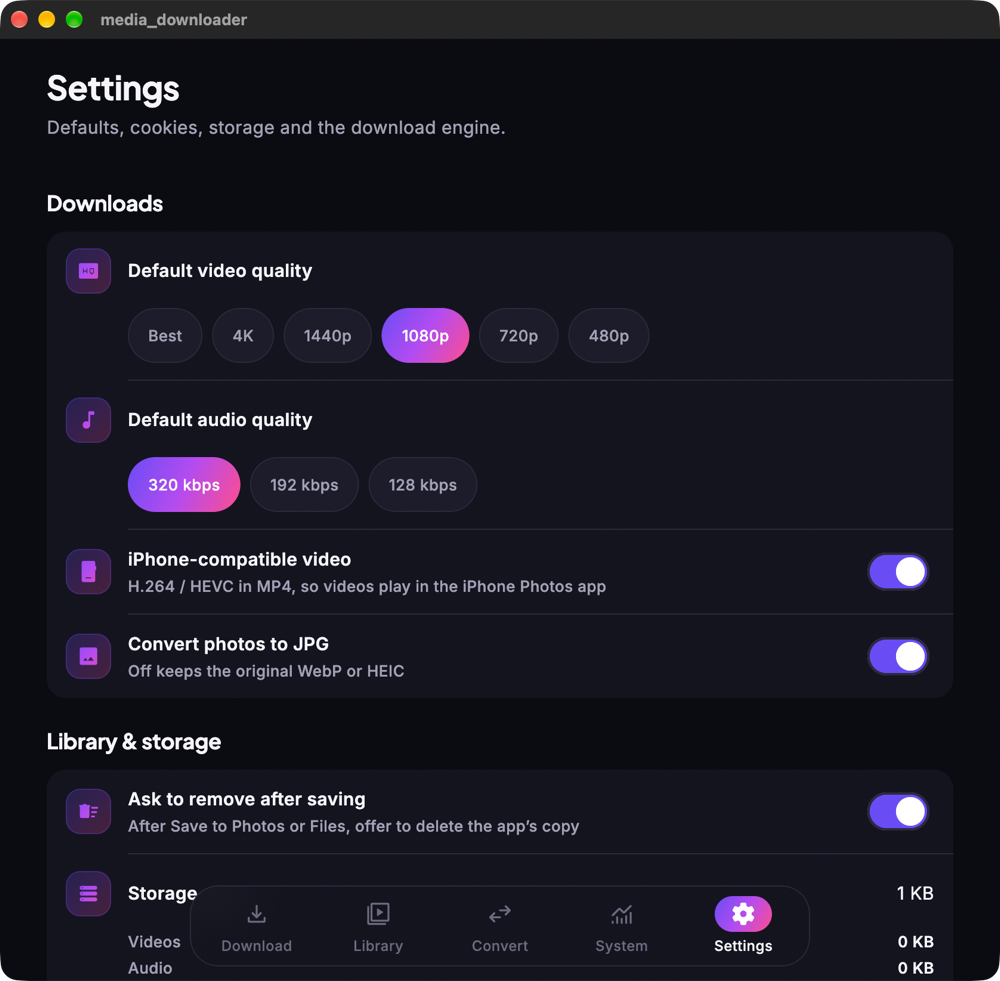 media_downloader
Settings
Defaults, cookies, storage and the download engine.
Downloads
HQ
Default video quality
Best 4K 1440p 1080p 720p 480p
Default audio quality
320 kbps 192 kbps 128 kbps
iPhone-compatible video
H.264 / HEVC in MP4, so videos play in the iPhone Photos app
Convert photos to JPG
Off keeps the original WebP or HEIC
Library & storage
Ask to remove after saving
After Save to Photos or Files, offer to delete the app’s copy
Storage 1 KB
Videos 0 KB
Audio 0 KB
Download Library Convert System Settings